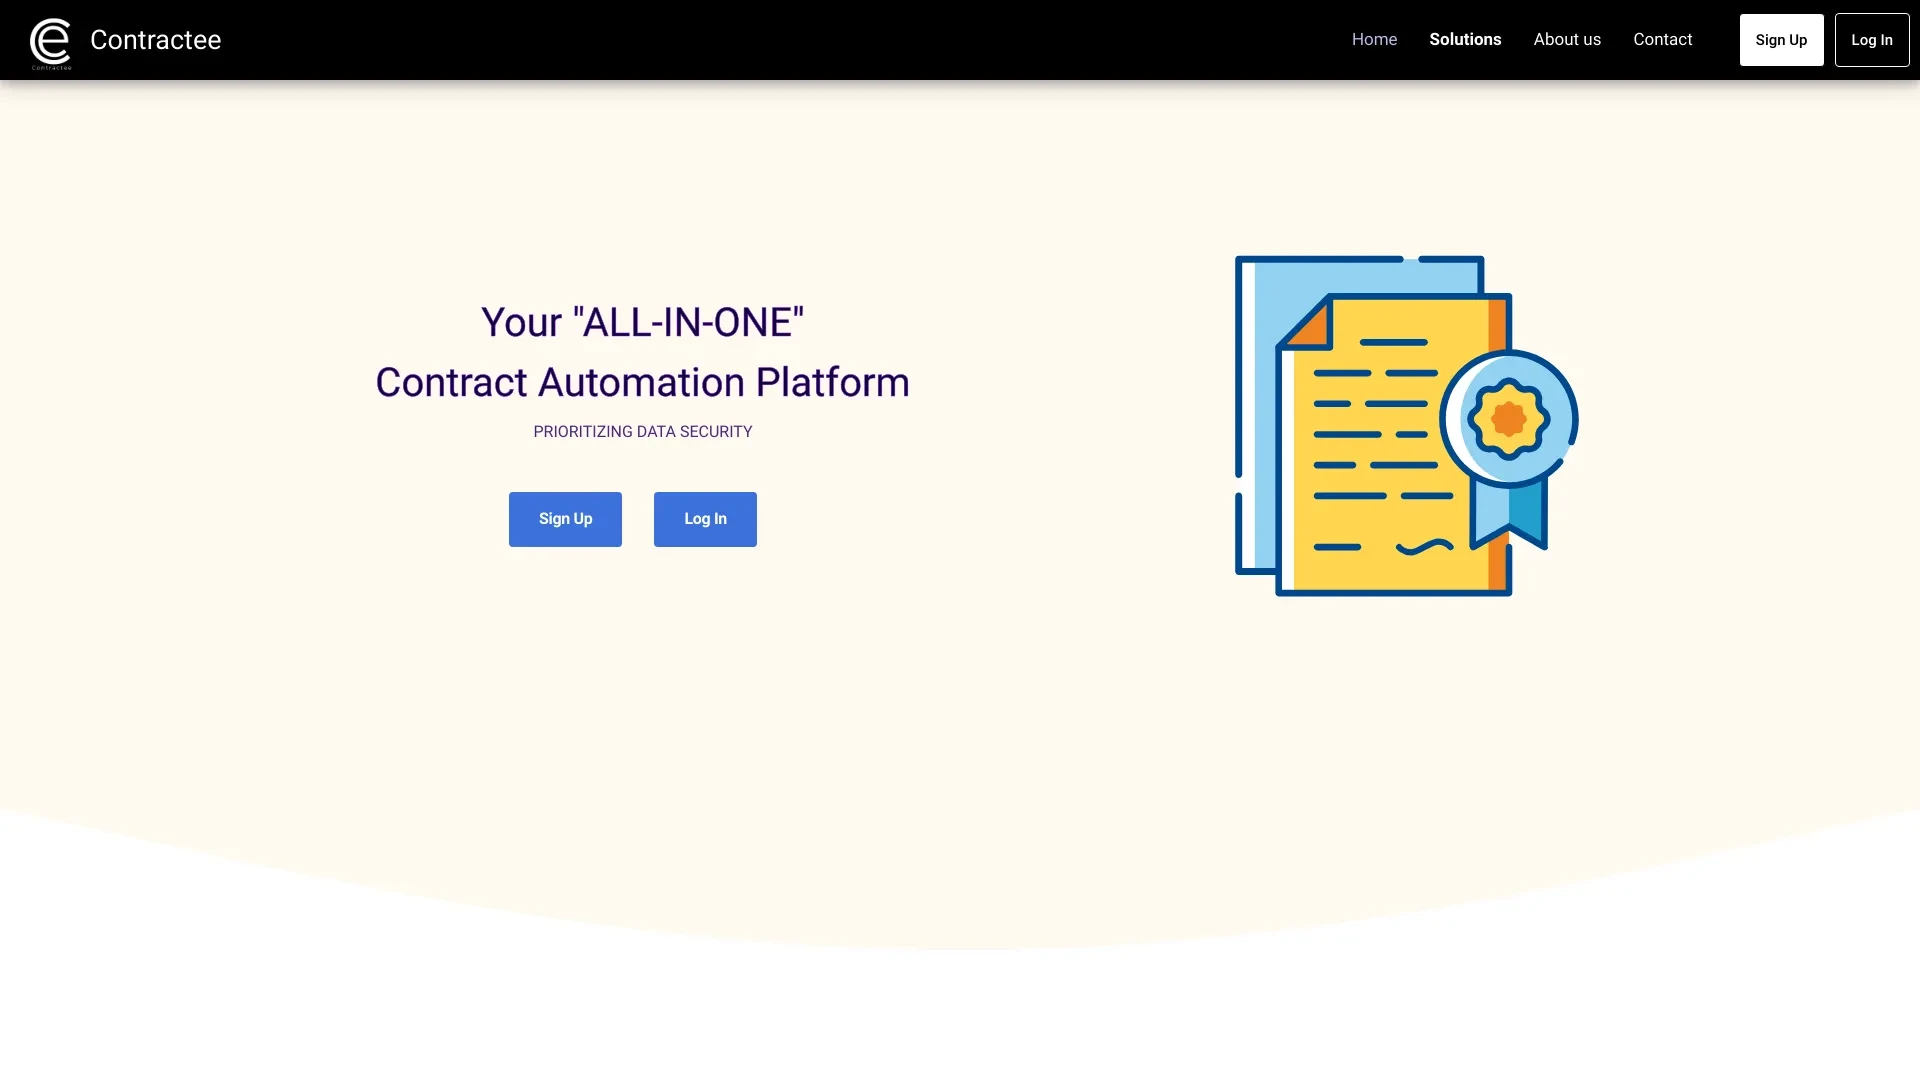 Contractee
Contractee
Home
Solutions
About us
Contact
Sign Up
Log In
Your "ALL-IN-ONE"
Contract Automation Platform
PRIORITIZING DATA SECURITY
Sign Up
Log In